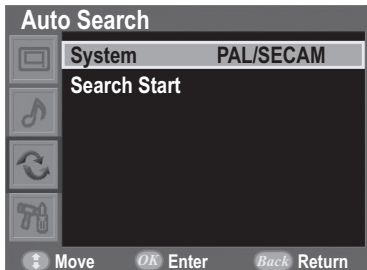 Auto Search
System PAL/SECAM
Search Start
Move OK Enter Back Return